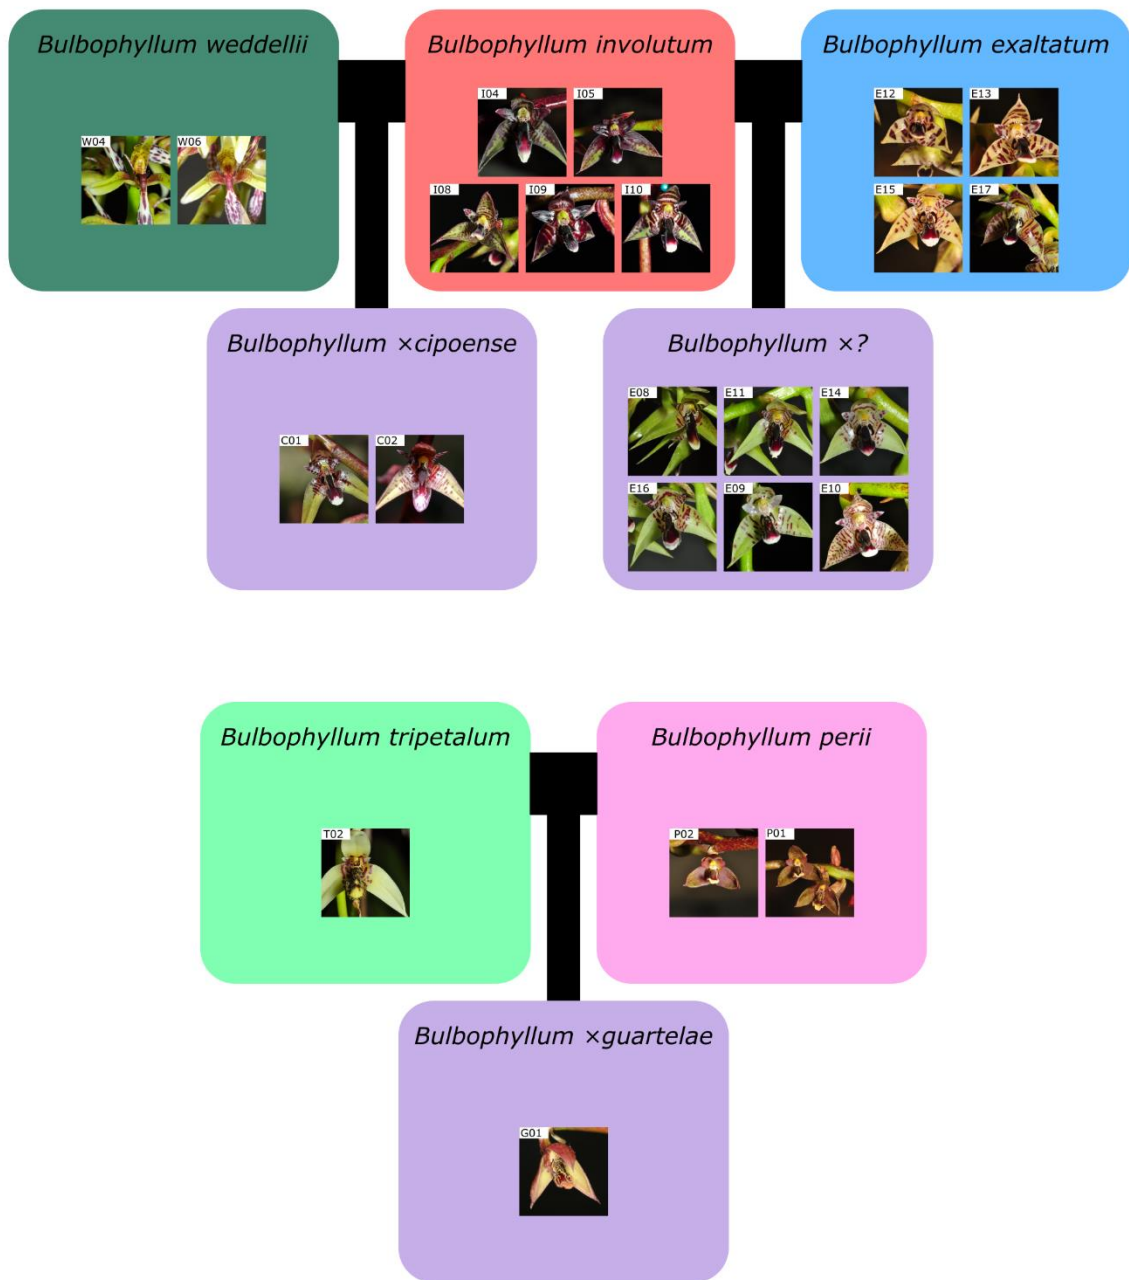 Bulbophyllum weddellii
W04 W06
Bulbophyllum involutum
I04 I05
I08 I09 I10
Bulbophyllum exaltatum
E12 E13
E15 E17
Bulbophyllum ×cipoense
C01 C02
Bulbophyllum ×?
E08 E11 E14
E16 E09 E10
Bulbophyllum tripetalum
T02
Bulbophyllum perii
P02 P01
Bulbophyllum ×guartelae
G01